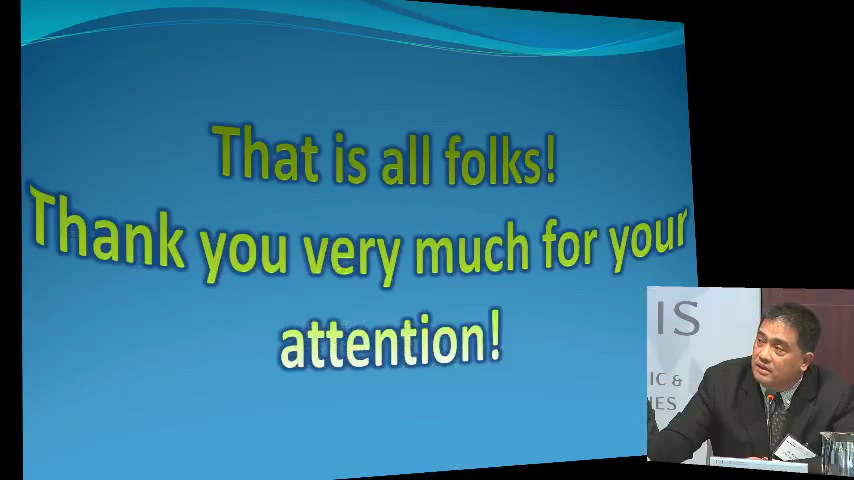 That is all folks!
Thank you very much for your
attention!
IS
IC &
IES